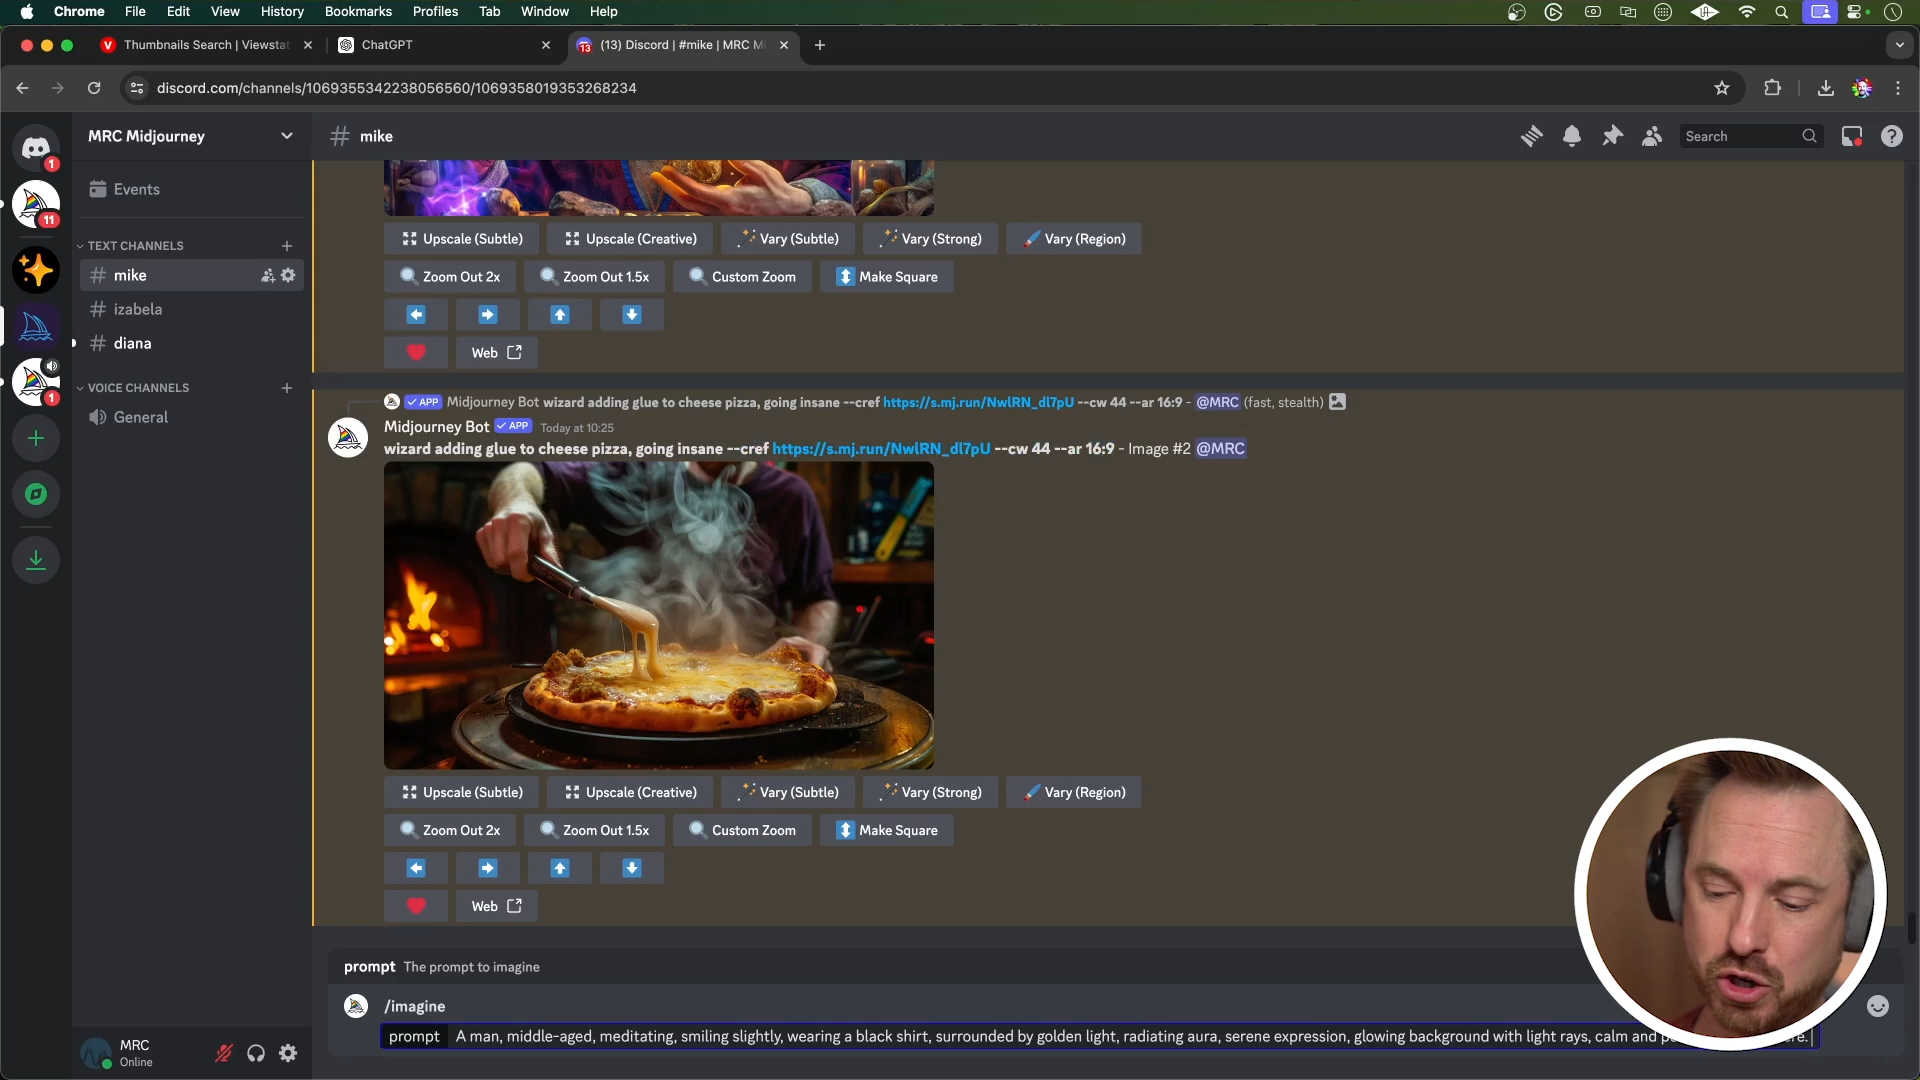 Chrome File Edit View History Bookmarks Profiles Tab Window Help
Thumbnails Search | Viewstat
ChatGPT
(13) Discord | #mike | MRC Mi
discord.com/channels/1069355342238056560/1069358019353268234
MRC Midjourney
# mike
Search
1
11
1
Events
TEXT CHANNELS
# mike
# izabela
# diana
VOICE CHANNELS
General
Upscale (Subtle) Upscale (Creative) Vary (Subtle) Vary (Strong) Vary (Region)
Zoom Out 2x Zoom Out 1.5x Custom Zoom Make Square
Web
APP Midjourney Bot wizard adding glue to cheese pizza, going insane --cref https://s.mj.run/NwlRN_dl7pU --cw 44 --ar 16:9 - @MRC (fast, stealth)
Midjourney Bot APP Today at 10:25
wizard adding glue to cheese pizza, going insane --cref https://s.mj.run/NwlRN_dl7pU --cw 44 --ar 16:9 - Image #2 @MRC
Upscale (Subtle) Upscale (Creative) Vary (Subtle) Vary (Strong) Vary (Region)
Zoom Out 2x Zoom Out 1.5x Custom Zoom Make Square
Web
prompt The prompt to imagine
/imagine
prompt A man, middle-aged, meditating, smiling slightly, wearing a black shirt, surrounded by golden light, radiating aura, serene expression, glowing background with light rays, calm and
MRC
Online